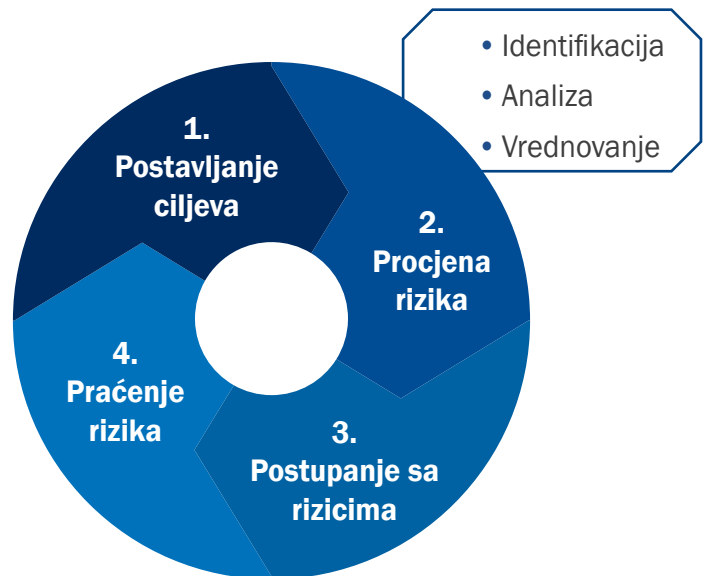 • Identifikacija
• Analiza
• Vrednovanje
1.
Postavljanje
ciljeva
2.
Procjena
rizika
3.
Postupanje sa
rizicima
4.
Praćenje
rizika